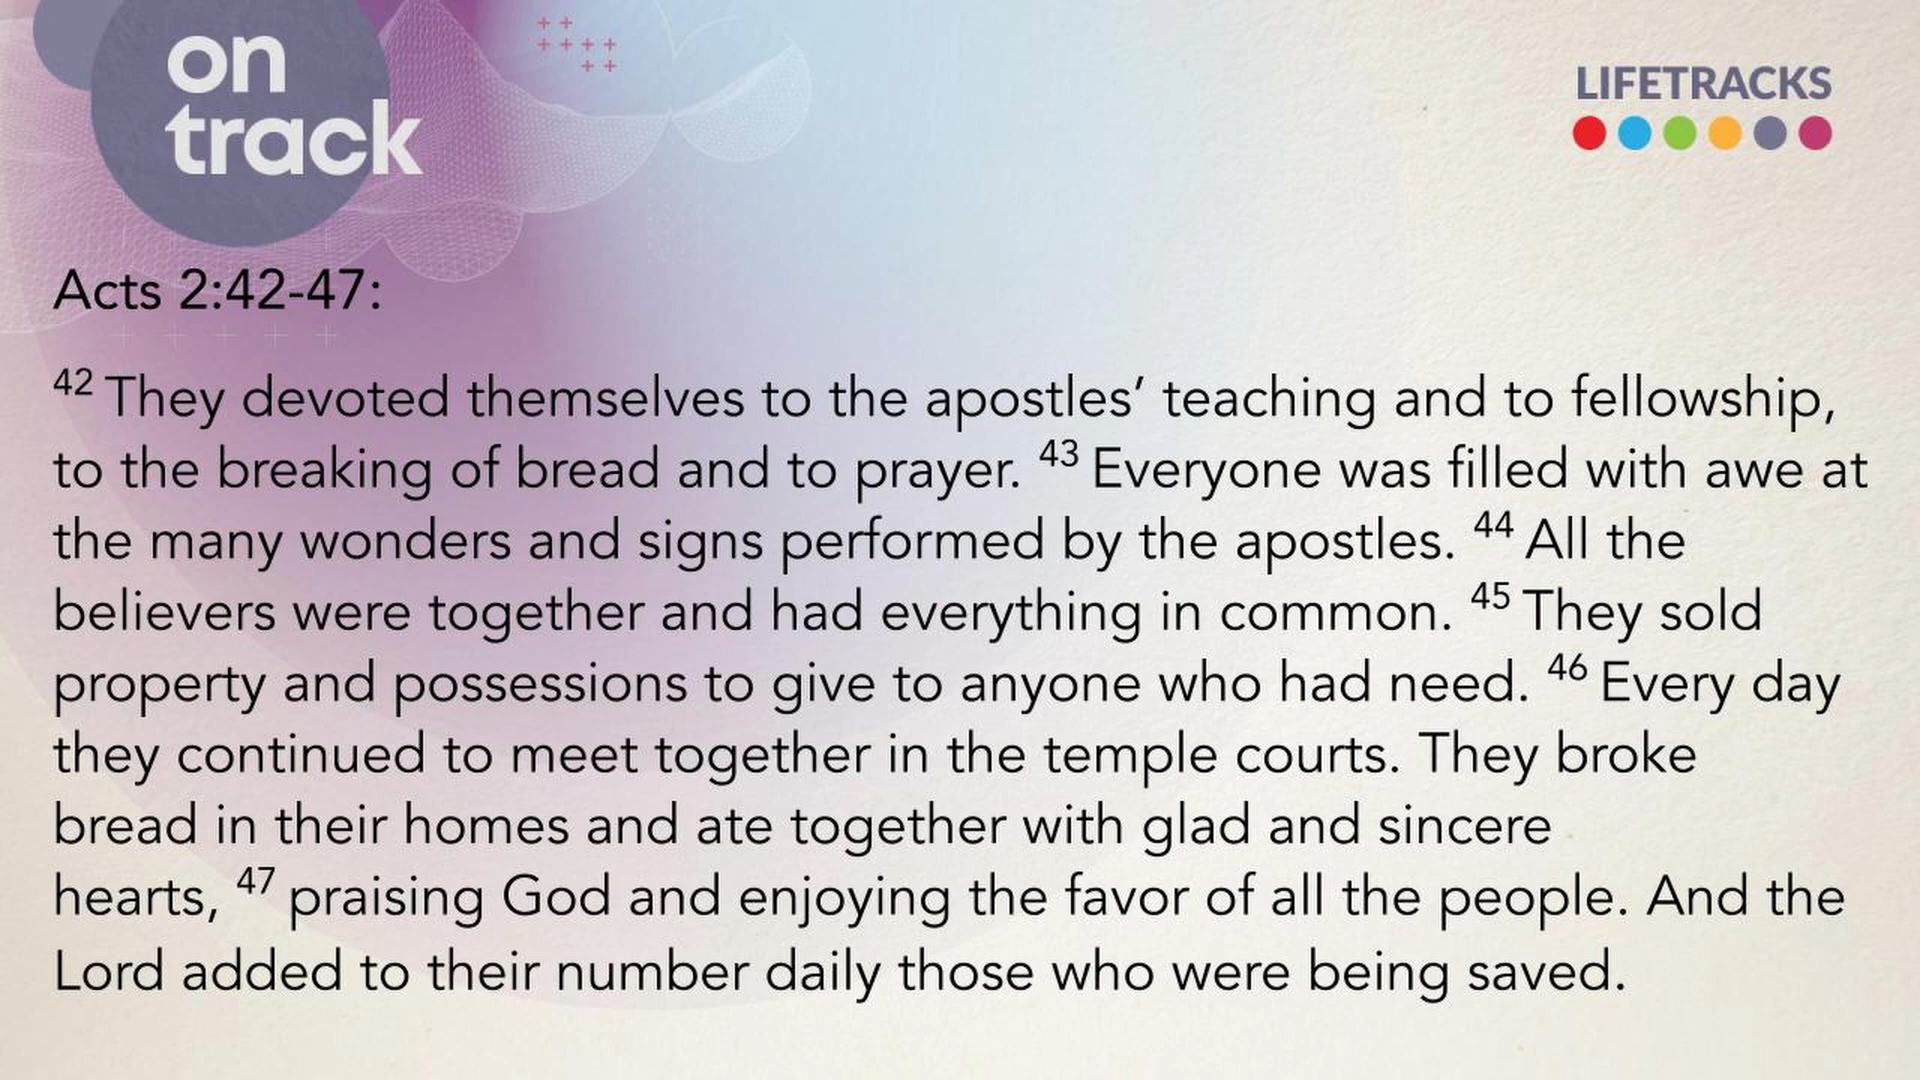 on
track
LIFETRACKS
Acts 2:42-47:
42 They devoted themselves to the apostles’ teaching and to fellowship,
to the breaking of bread and to prayer. 43 Everyone was filled with awe at
the many wonders and signs performed by the apostles. 44 All the
believers were together and had everything in common. 45 They sold
property and possessions to give to anyone who had need. 46 Every day
they continued to meet together in the temple courts. They broke
bread in their homes and ate together with glad and sincere
hearts, 47 praising God and enjoying the favor of all the people. And the
Lord added to their number daily those who were being saved.